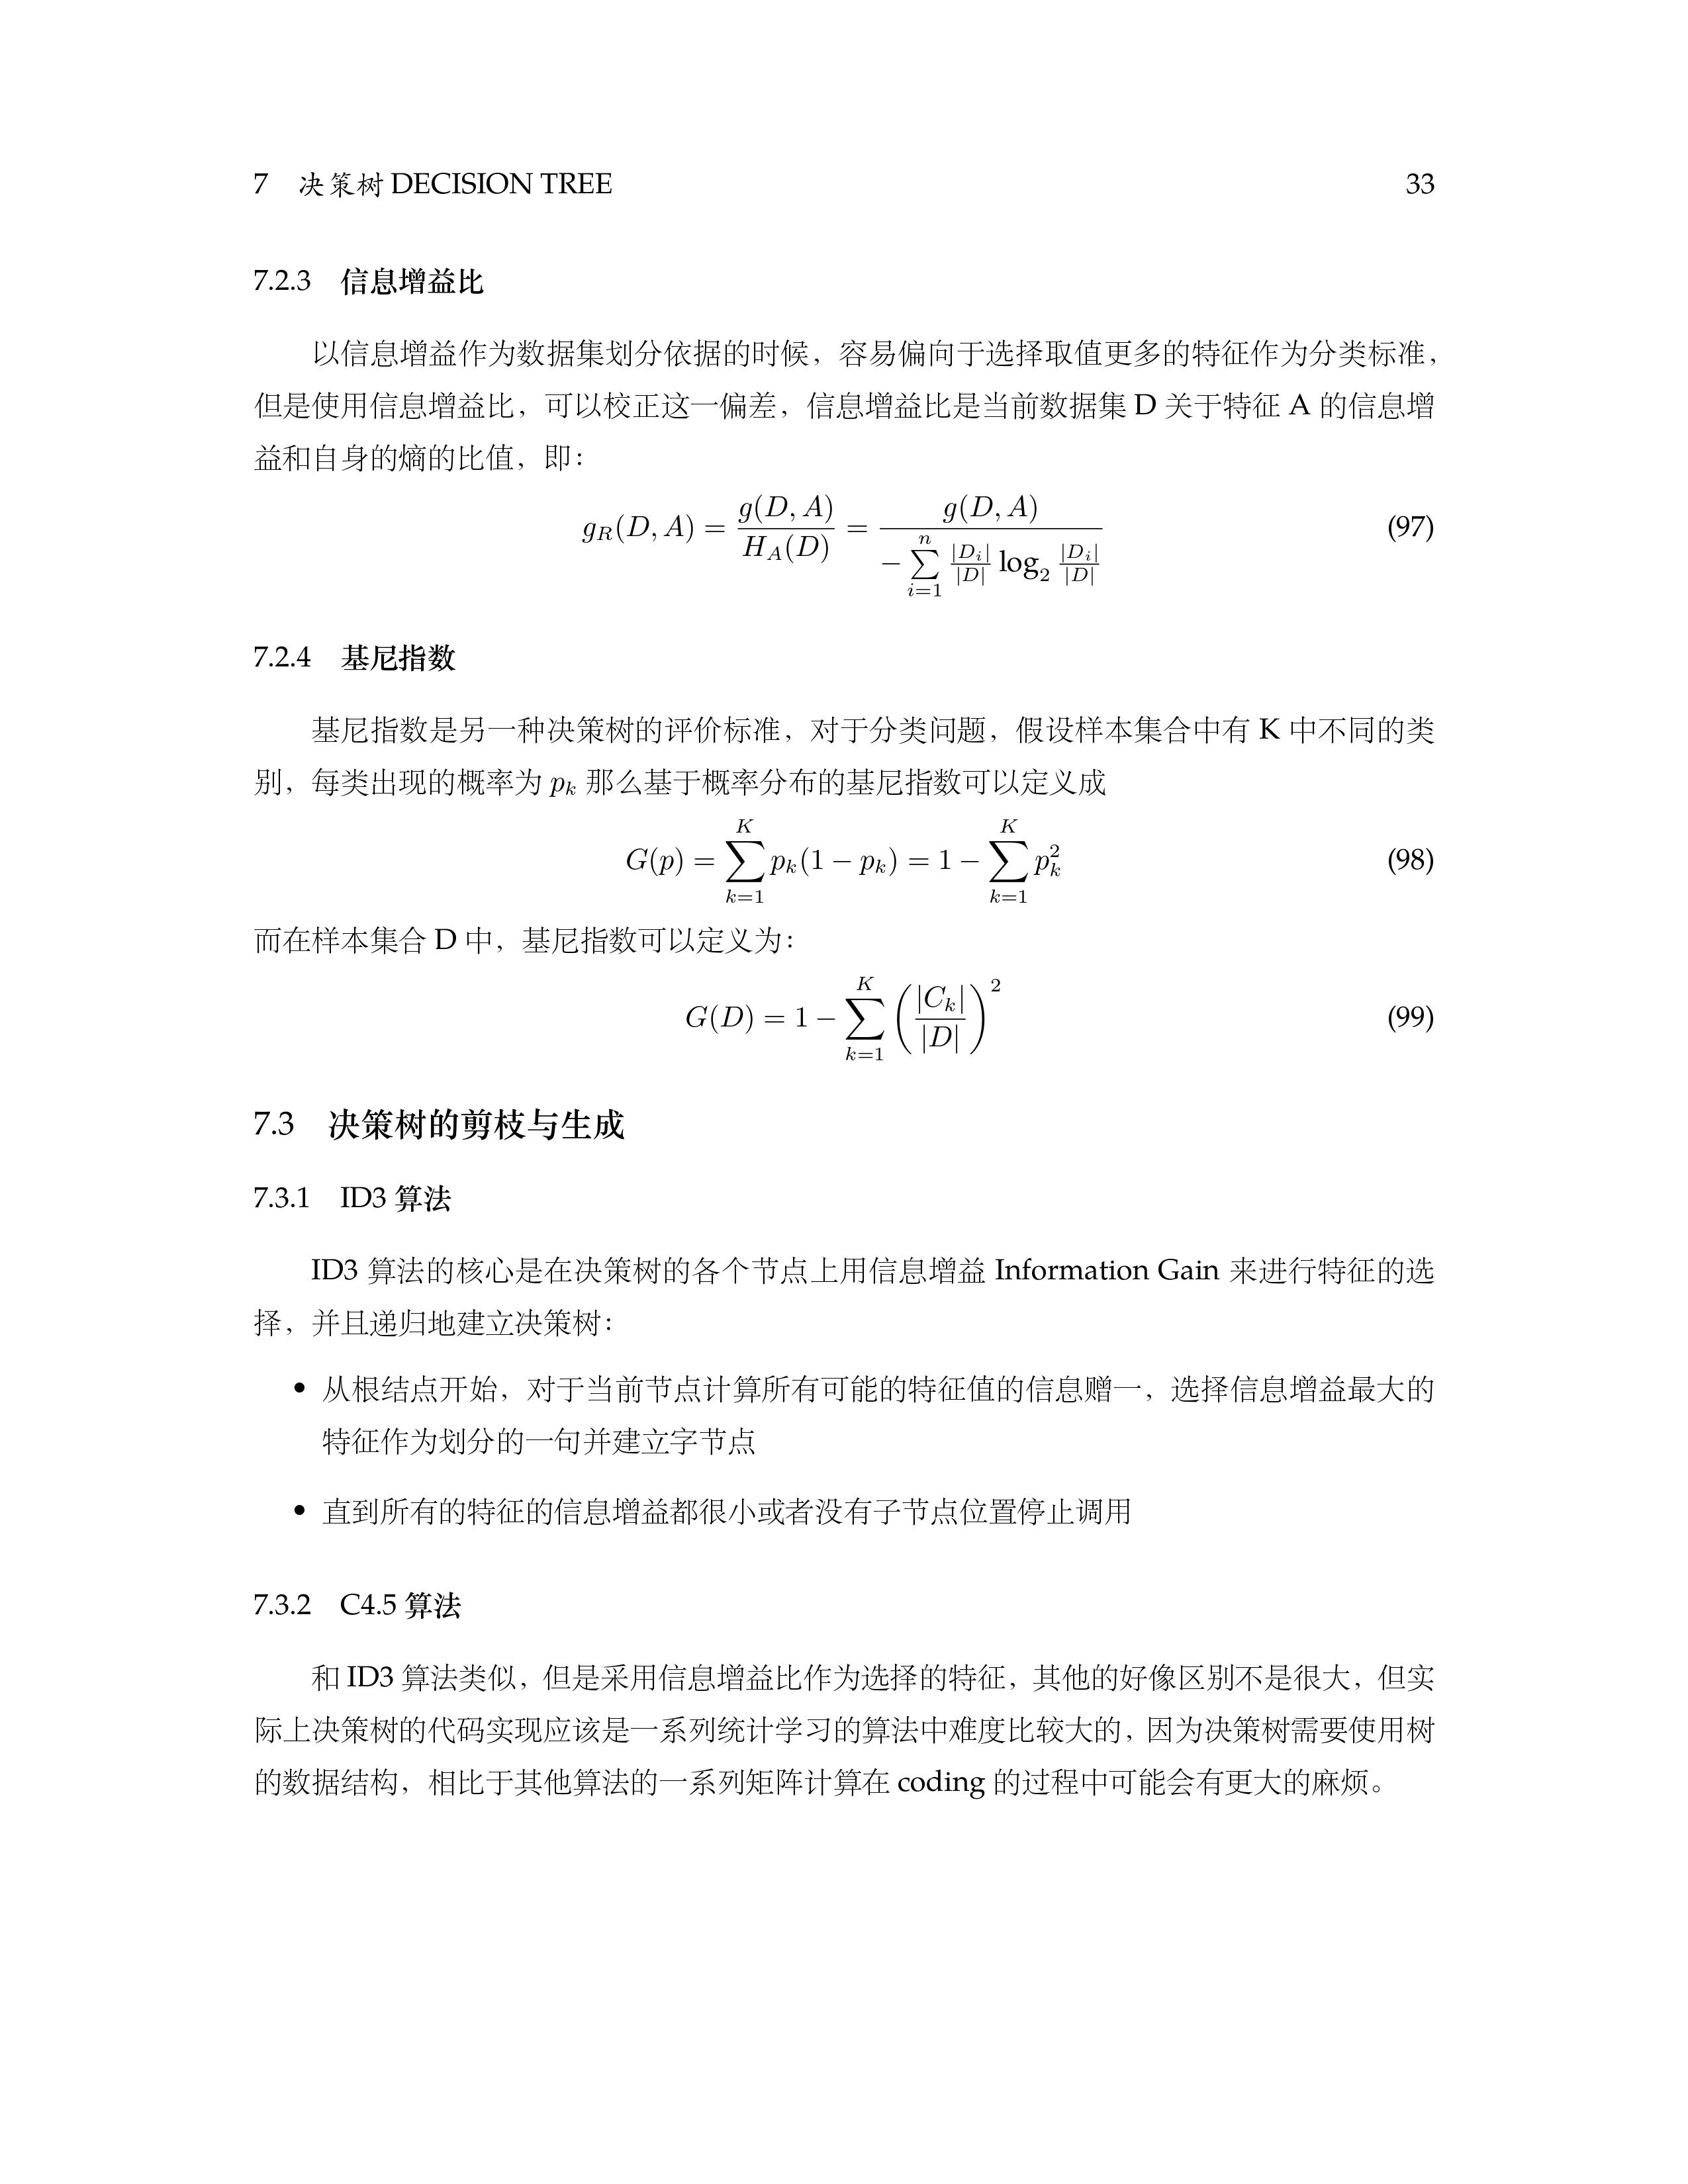 7 决策树 DECISION TREE 33
7.2.3 信息增益比
以信息增益作为数据集划分依据的时候，容易偏向于选择取值更多的特征作为分类标准，
但是使用信息增益比，可以校正这一偏差，信息增益比是当前数据集 D 关于特征 A 的信息增
益和自身的熵的比值，即：
$g_R(D, A) = \frac{g(D, A)}{H_A(D)} = \frac{g(D, A)}{-\sum_{i=1}^{n} \frac{|D_i|}{|D|} \log_2 \frac{|D_i|}{|D|}}$ (97)
7.2.4 基尼指数
基尼指数是另一种决策树的评价标准，对于分类问题，假设样本集合中有 K 中不同的类
别，每类出现的概率为 $p_k$ 那么基于概率分布的基尼指数可以定义成
$G(p) = \sum_{k=1}^{K} p_k(1 - p_k) = 1 - \sum_{k=1}^{K} p_k^2$ (98)
而在样本集合 D 中，基尼指数可以定义为：
$G(D) = 1 - \sum_{k=1}^{K} \left( \frac{|C_k|}{|D|} \right)^2$ (99)
7.3 决策树的剪枝与生成
7.3.1 ID3 算法
ID3 算法的核心是在决策树的各个节点上用信息增益 Information Gain 来进行特征的选
择，并且递归地建立决策树：
• 从根结点开始，对于当前节点计算所有可能的特征值的信息赠一，选择信息增益最大的
特征作为划分的一句并建立字节点
• 直到所有的特征的信息增益都很小或者没有子节点位置停止调用
7.3.2 C4.5 算法
和 ID3 算法类似，但是采用信息增益比作为选择的特征，其他的好像区别不是很大，但实
际上决策树的代码实现应该是一系列统计学习的算法中难度比较大的，因为决策树需要使用树
的数据结构，相比于其他算法的一系列矩阵计算在 coding 的过程中可能会有更大的麻烦。